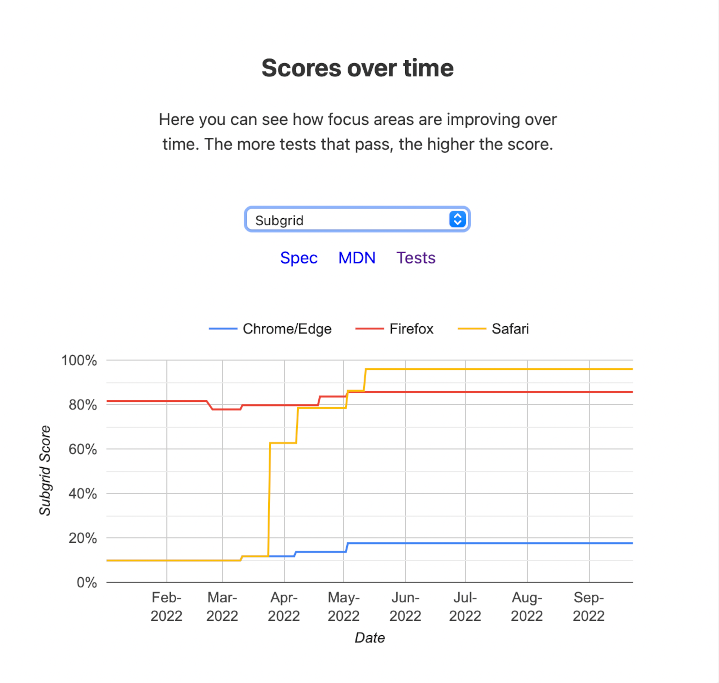 Scores over time
Here you can see how focus areas are improving over
time. The more tests that pass, the higher the score.
Subgrid
Spec MDN Tests
Chrome/Edge Firefox Safari
100%
80%
60%
40%
20%
0%
Subgrid Score
Feb- Mar- Apr- May- Jun- Jul- Aug- Sep-
2022 2022 2022 2022 2022 2022 2022 2022
Date